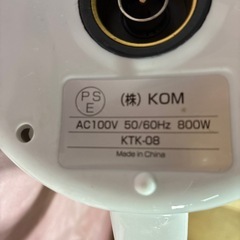 PSE (株) KOM
AC100V 50/60Hz 800W
KTK-08
Made in China